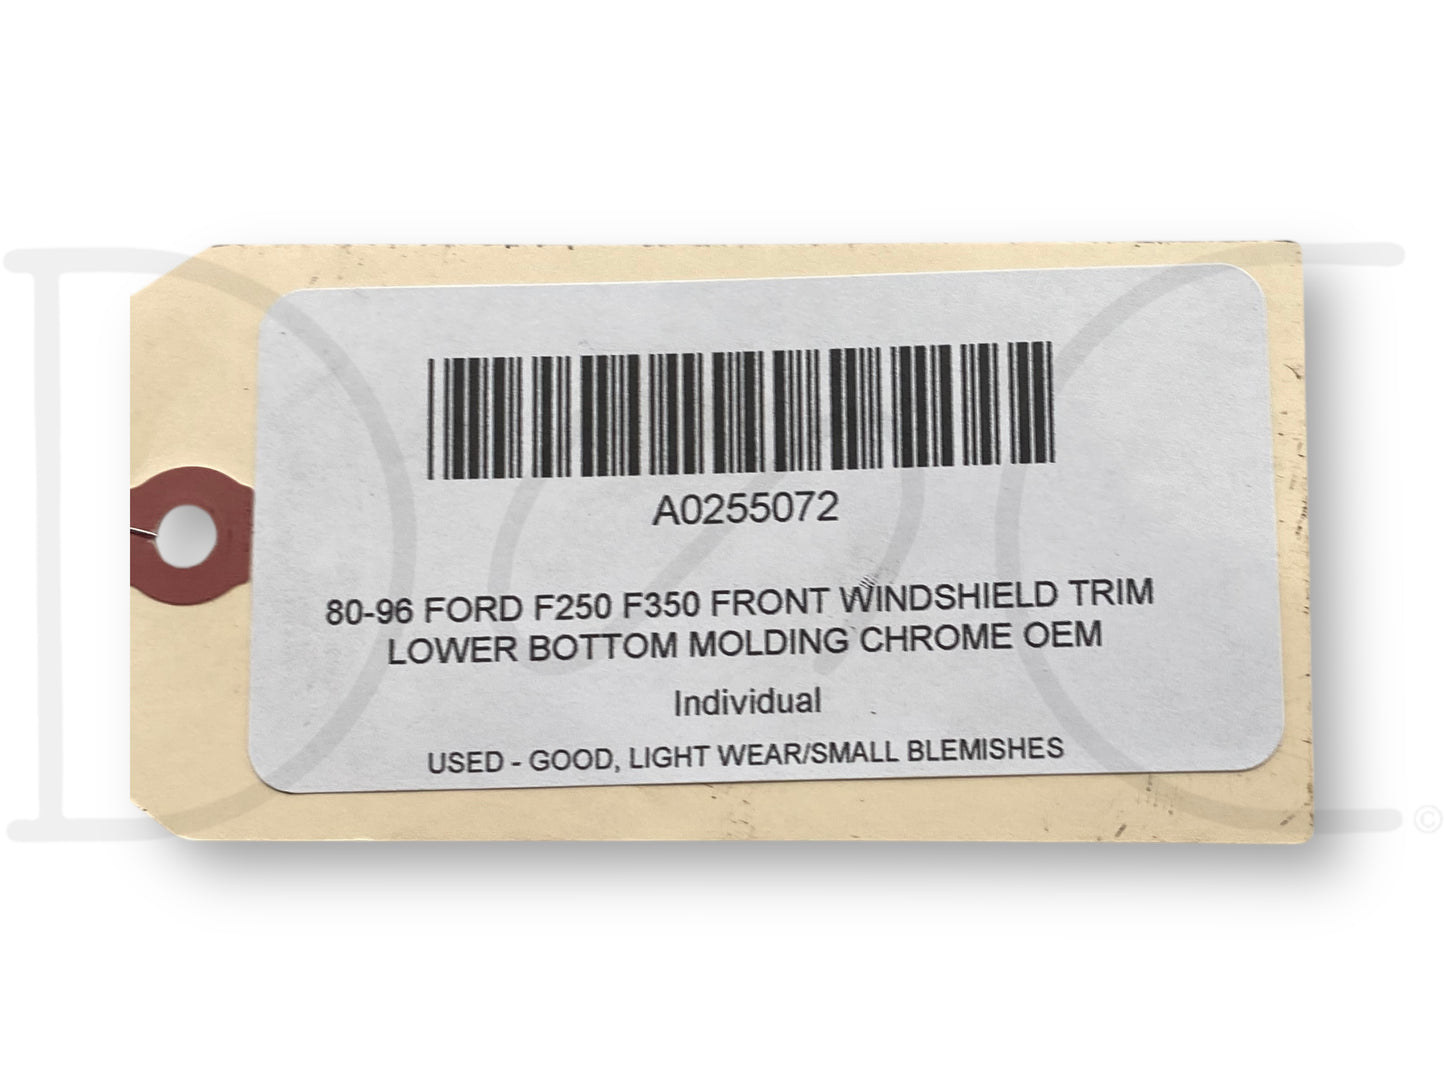 A0255072
80-96 FORD F250 F350 FRONT WINDSHIELD TRIM
LOWER BOTTOM MOLDING CHROME OEM
Individual
USED - GOOD, LIGHT WEAR/SMALL BLEMISHES
©